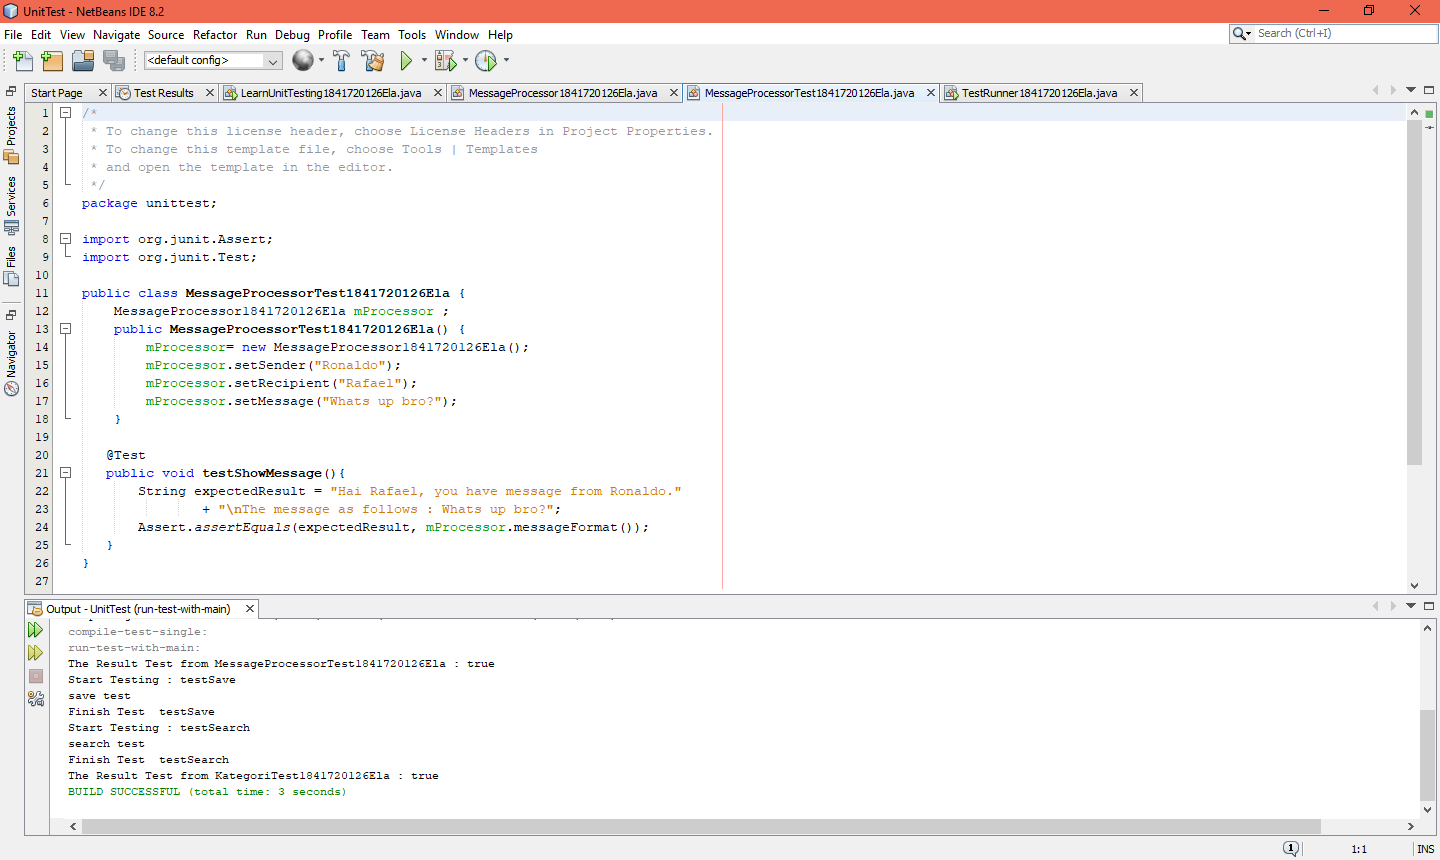 UnitTest - NetBeans IDE 8.2
File Edit View Navigate Source Refactor Run Debug Profile Team Tools Window Help
Search (Ctrl+I)
<default config>
Start Page
Test Results
LearnUnitTesting1841720126Ela.java
MessageProcessor1841720126Ela.java
MessageProcessorTest1841720126Ela.java
TestRunner1841720126Ela.java
Projects
Services
Files
Navigator
1 /*
2 * To change this license header, choose License Headers in Project Properties.
3 * To change this template file, choose Tools | Templates
4 * and open the template in the editor.
5 */
6 package unittest;
7
8 import org.junit.Assert;
9 import org.junit.Test;
10
11 public class MessageProcessorTest1841720126Ela {
12 MessageProcessor1841720126Ela mProcessor ;
13 public MessageProcessorTest1841720126Ela() {
14 mProcessor= new MessageProcessor1841720126Ela();
15 mProcessor.setSender("Ronaldo");
16 mProcessor.setRecipient("Rafael");
17 mProcessor.setMessage("Whats up bro?");
18 }
19
20 @Test
21 public void testShowMessage(){
22 String expectedResult = "Hai Rafael, you have message from Ronaldo."
23 + "\nThe message as follows : Whats up bro?";
24 Assert.assertEquals(expectedResult, mProcessor.messageFormat());
25 }
26 }
27
Output - UnitTest (run-test-with-main)
compile-test-single:
run-test-with-main:
The Result Test from MessageProcessorTest1841720126Ela : true
Start Testing : testSave
save test
Finish Test  testSave
Start Testing : testSearch
search test
Finish Test  testSearch
The Result Test from KategoriTest1841720126Ela : true
BUILD SUCCESSFUL (total time: 3 seconds)
1
1:1
INS